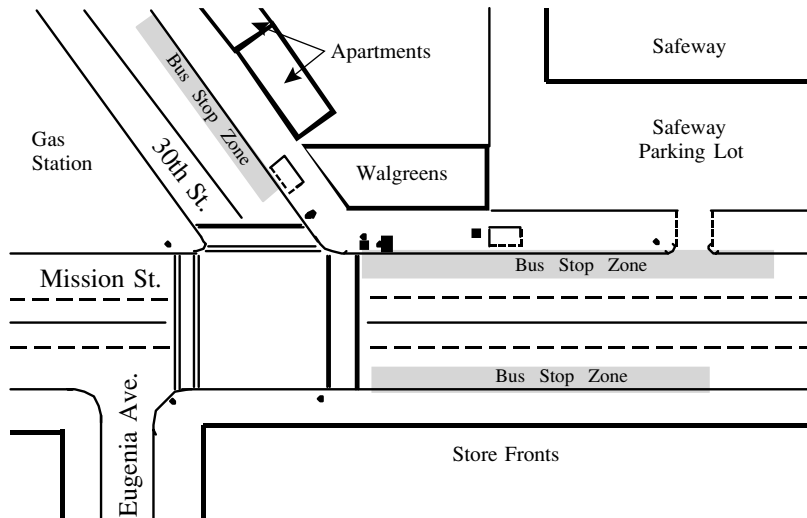 Apartments
Safeway
Bus Stop Zone
Gas
Station
30th St.
Safeway
Parking Lot
Walgreens
Mission St.
Bus Stop Zone
Bus Stop Zone
Eugenia Ave.
Store Fronts